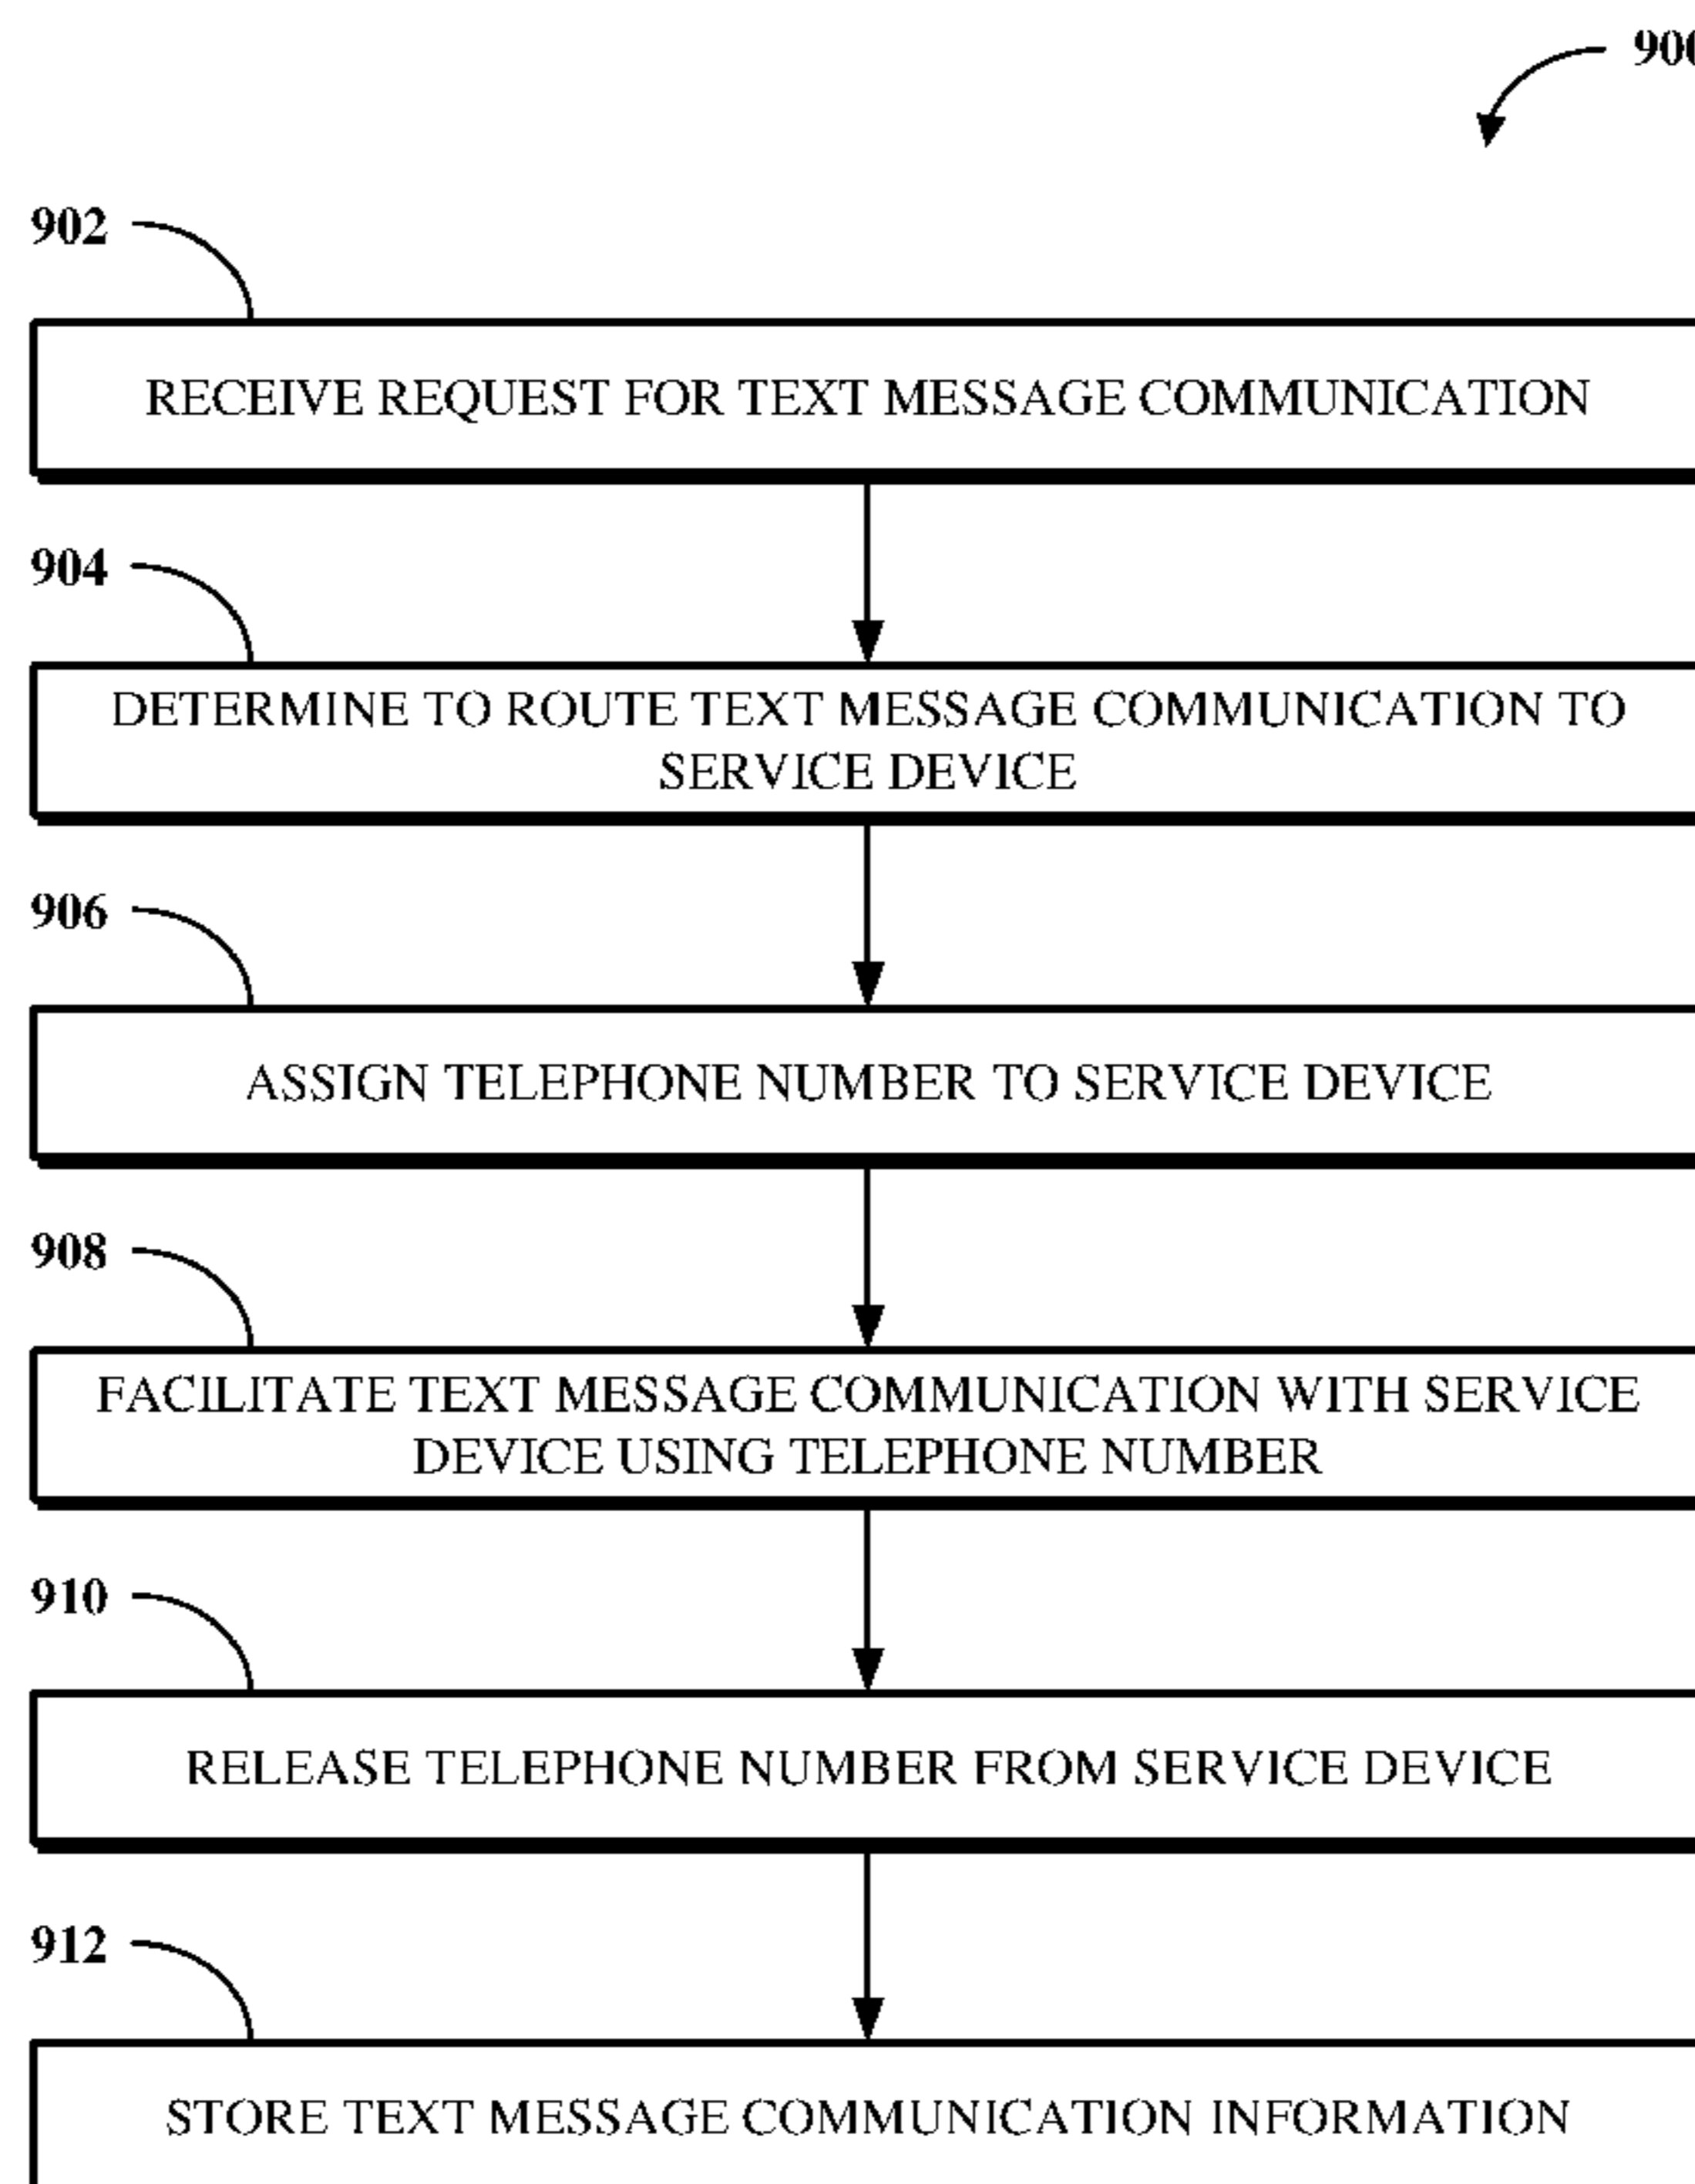 900
902
RECEIVE REQUEST FOR TEXT MESSAGE COMMUNICATION
904
DETERMINE TO ROUTE TEXT MESSAGE COMMUNICATION TO
SERVICE DEVICE
906
ASSIGN TELEPHONE NUMBER TO SERVICE DEVICE
908
FACILITATE TEXT MESSAGE COMMUNICATION WITH SERVICE
DEVICE USING TELEPHONE NUMBER
910
RELEASE TELEPHONE NUMBER FROM SERVICE DEVICE
912
STORE TEXT MESSAGE COMMUNICATION INFORMATION